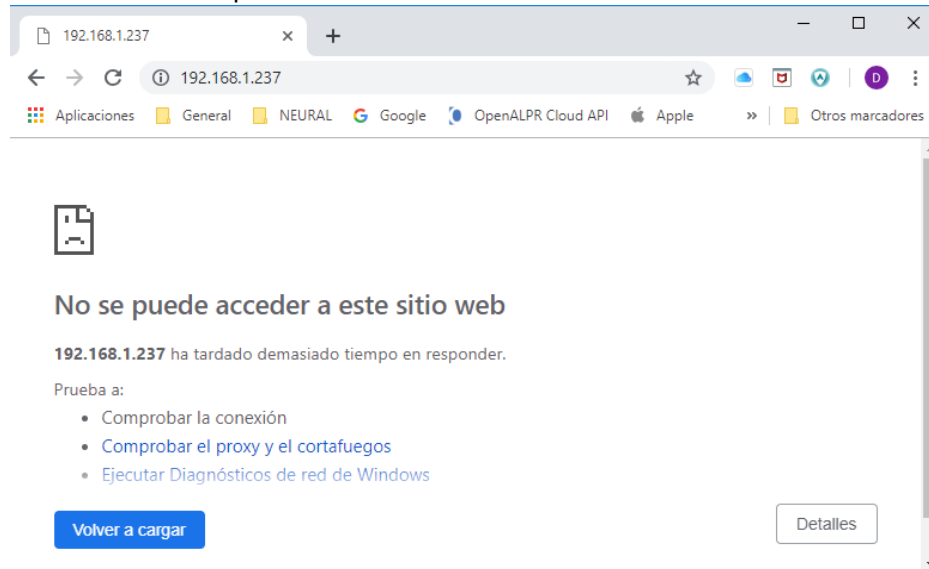 192.168.1.237
192.168.1.237
D
Aplicaciones General NEURAL G Google OpenALPR Cloud API Apple » Otros marcadores
No se puede acceder a este sitio web
192.168.1.237 ha tardado demasiado tiempo en responder.
Prueba a:
• Comprobar la conexión
• Comprobar el proxy y el cortafuegos
• Ejecutar Diagnósticos de red de Windows
Volver a cargar Detalles